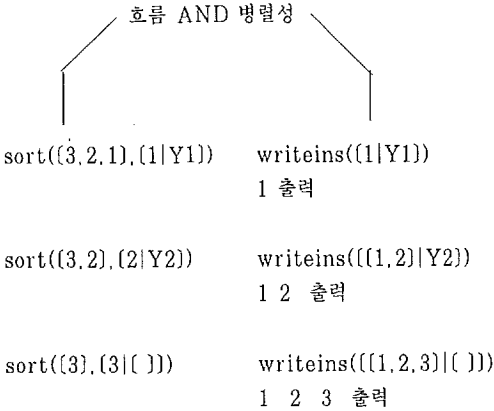 흐름 AND 병렬성
sort((3,2,1),(1|Y1)) writeins((1|Y1))
1 출력
sort((3,2),(2|Y2)) writeins(((1,2)|Y2))
1 2 출력
sort((3),(3|( ))) writeins(((1,2,3)|( )))
1 2 3 출력